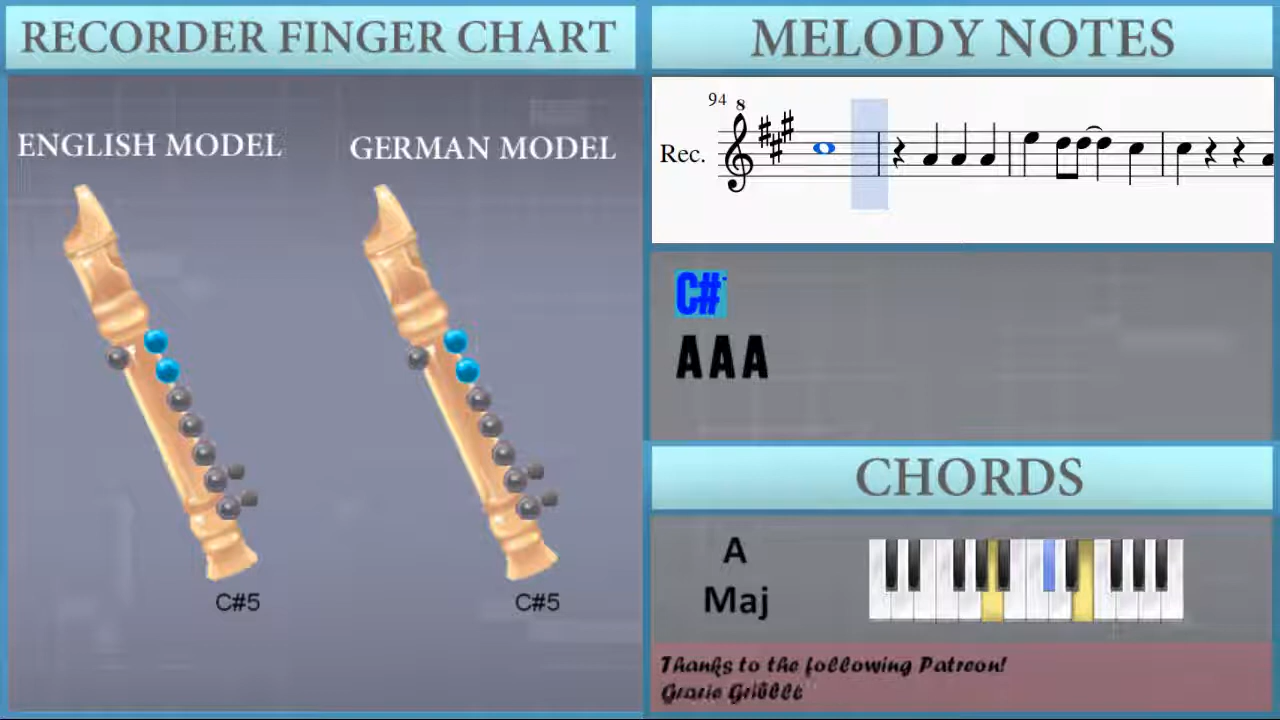 RECORDER FINGER CHART
ENGLISH MODEL
GERMAN MODEL
C#5
C#5
MELODY NOTES
94
8
Rec.
C#
A A A
CHORDS
A
Maj
Thanks to the following Patreon!
Gracie